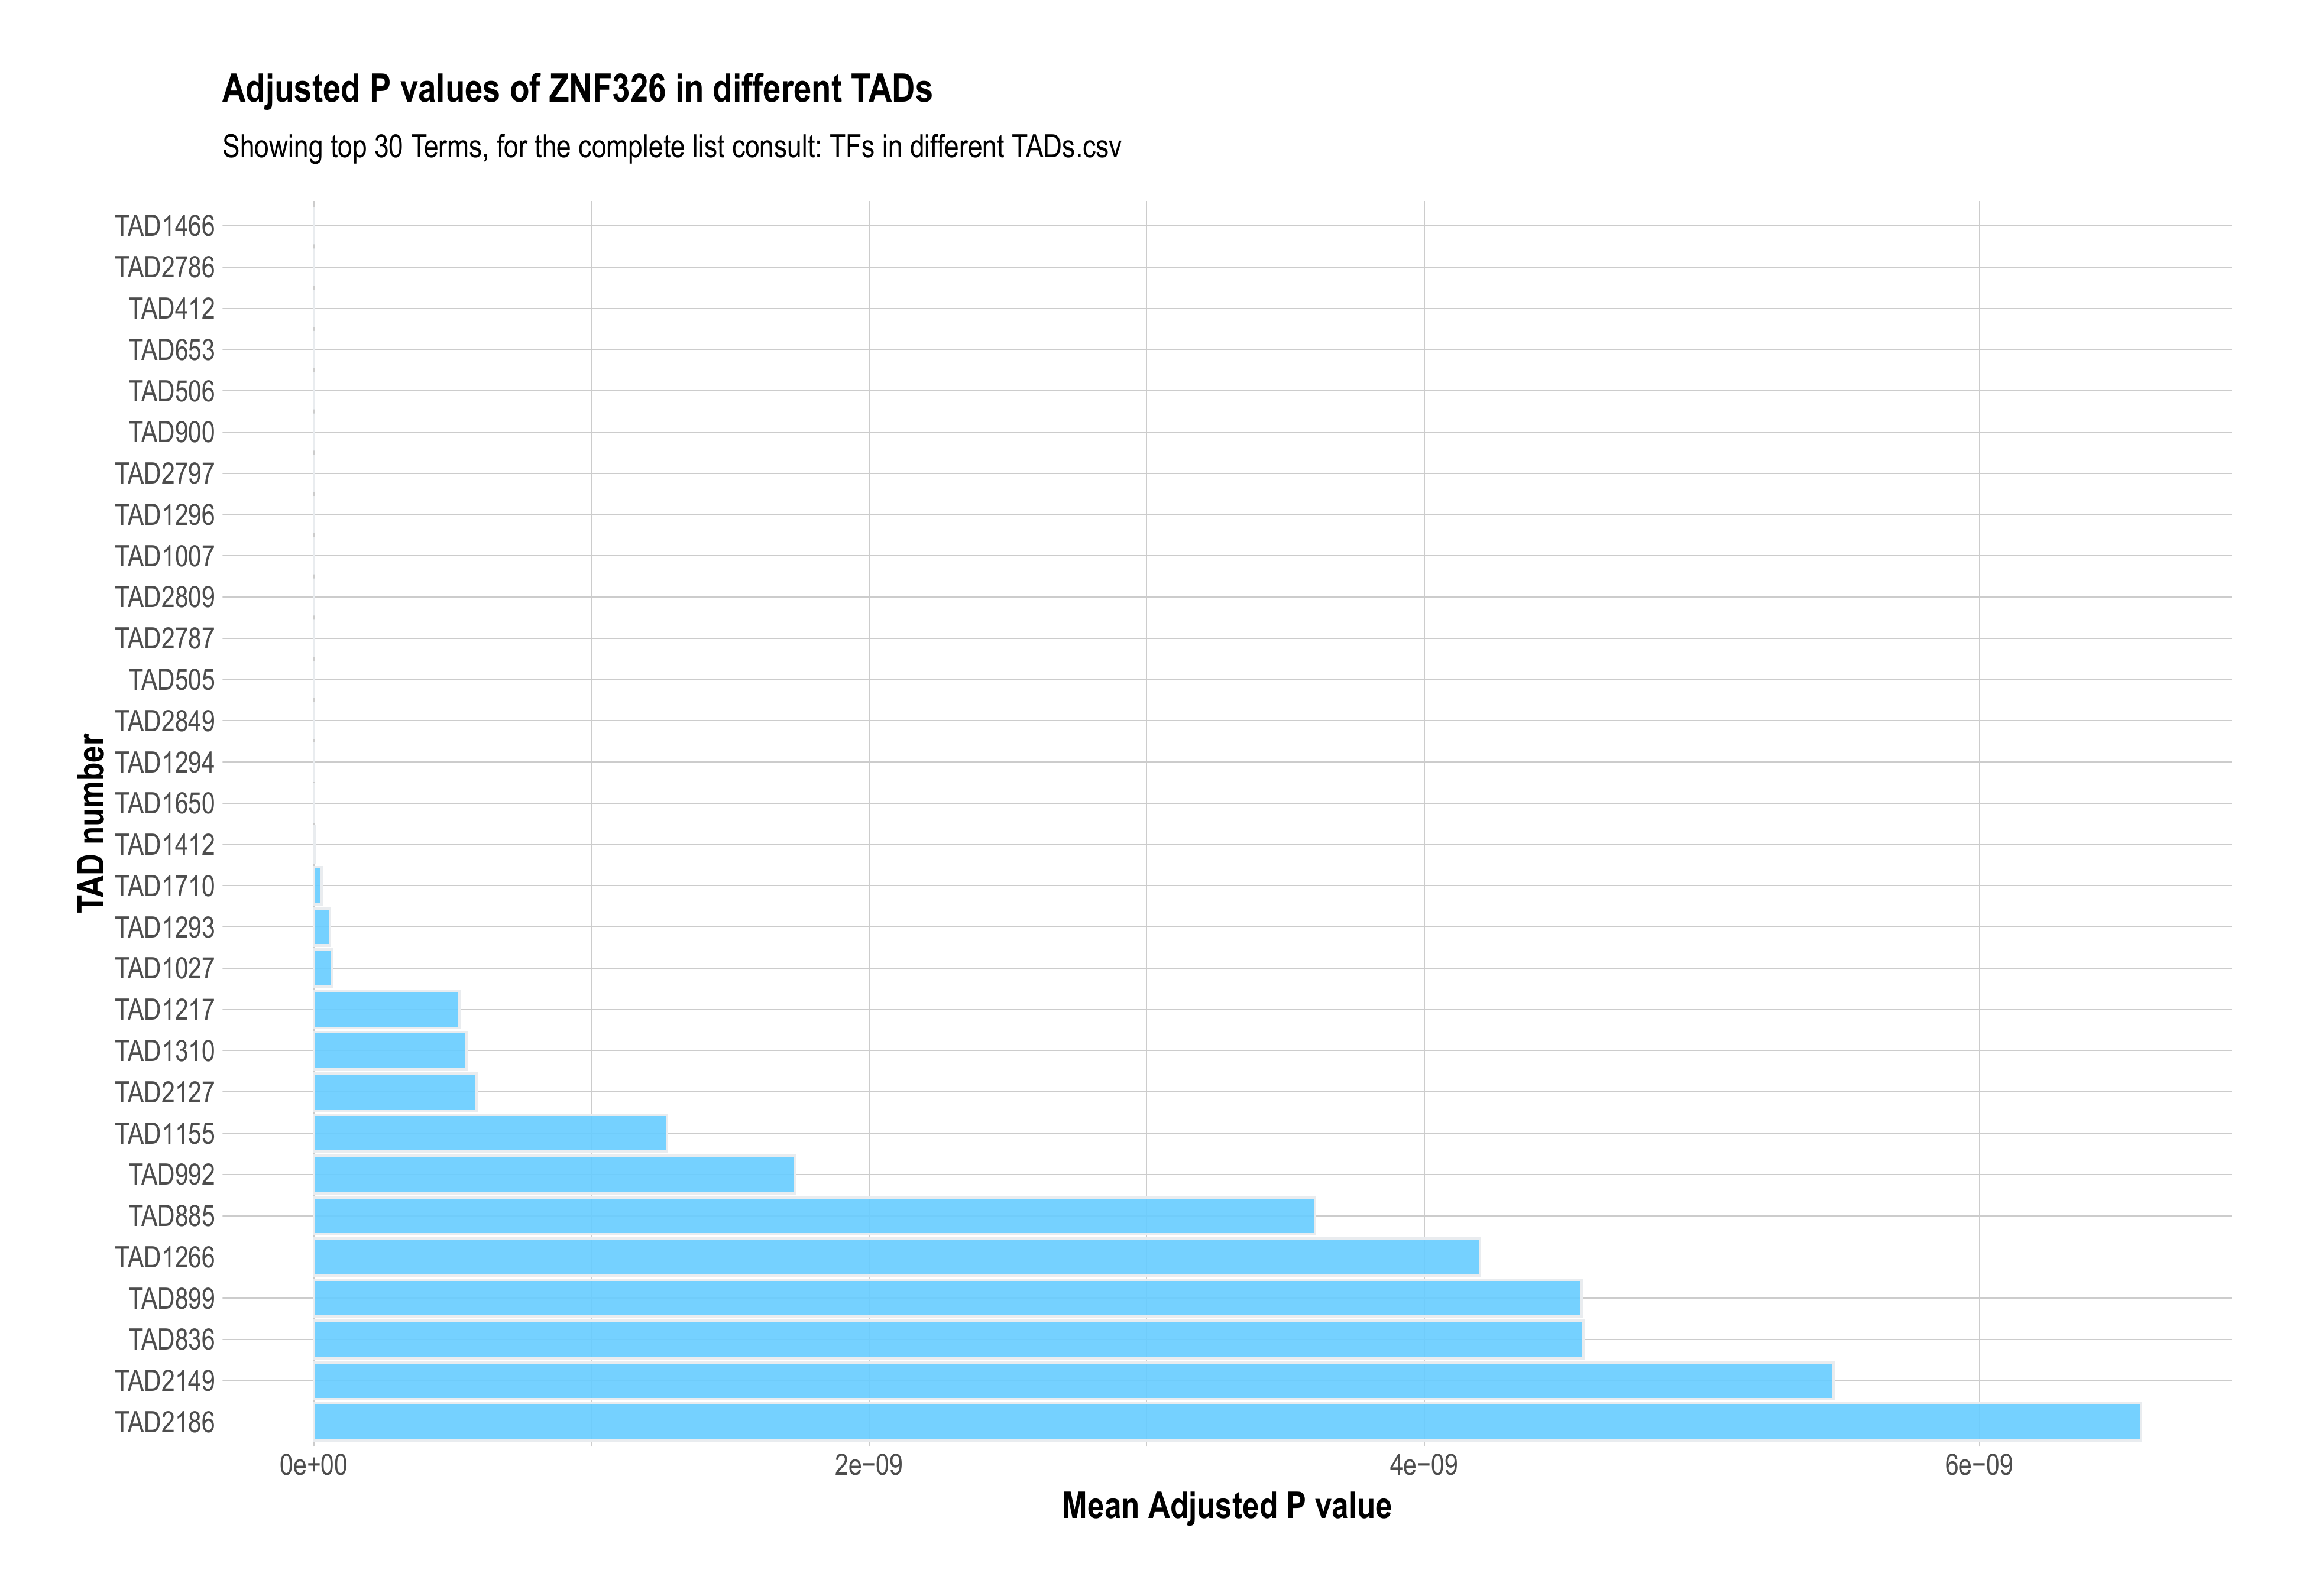 Adjusted P values of ZNF326 in different TADs
Showing top 30 Terms, for the complete list consult: TFs in different TADs.csv
TAD number
TAD1466
TAD2786
TAD412
TAD653
TAD506
TAD900
TAD2797
TAD1296
TAD1007
TAD2809
TAD2787
TAD505
TAD2849
TAD1294
TAD1650
TAD1412
TAD1710
TAD1293
TAD1027
TAD1217
TAD1310
TAD2127
TAD1155
TAD992
TAD885
TAD1266
TAD899
TAD836
TAD2149
TAD2186
0e+00 2e−09 4e−09 6e−09
Mean Adjusted P value